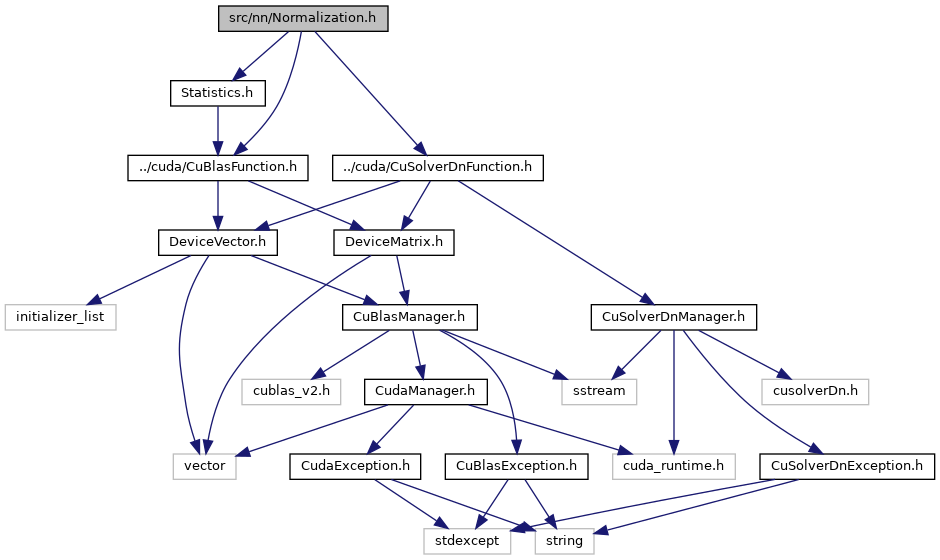 src/nn/Normalization.h
Statistics.h
../cuda/CuBlasFunction.h
../cuda/CuSolverDnFunction.h
DeviceVector.h
DeviceMatrix.h
initializer_list
CuBlasManager.h
CuSolverDnManager.h
cublas_v2.h
CudaManager.h
sstream
cusolverDn.h
vector
CudaException.h
CuBlasException.h
cuda_runtime.h
CuSolverDnException.h
stdexcept
string